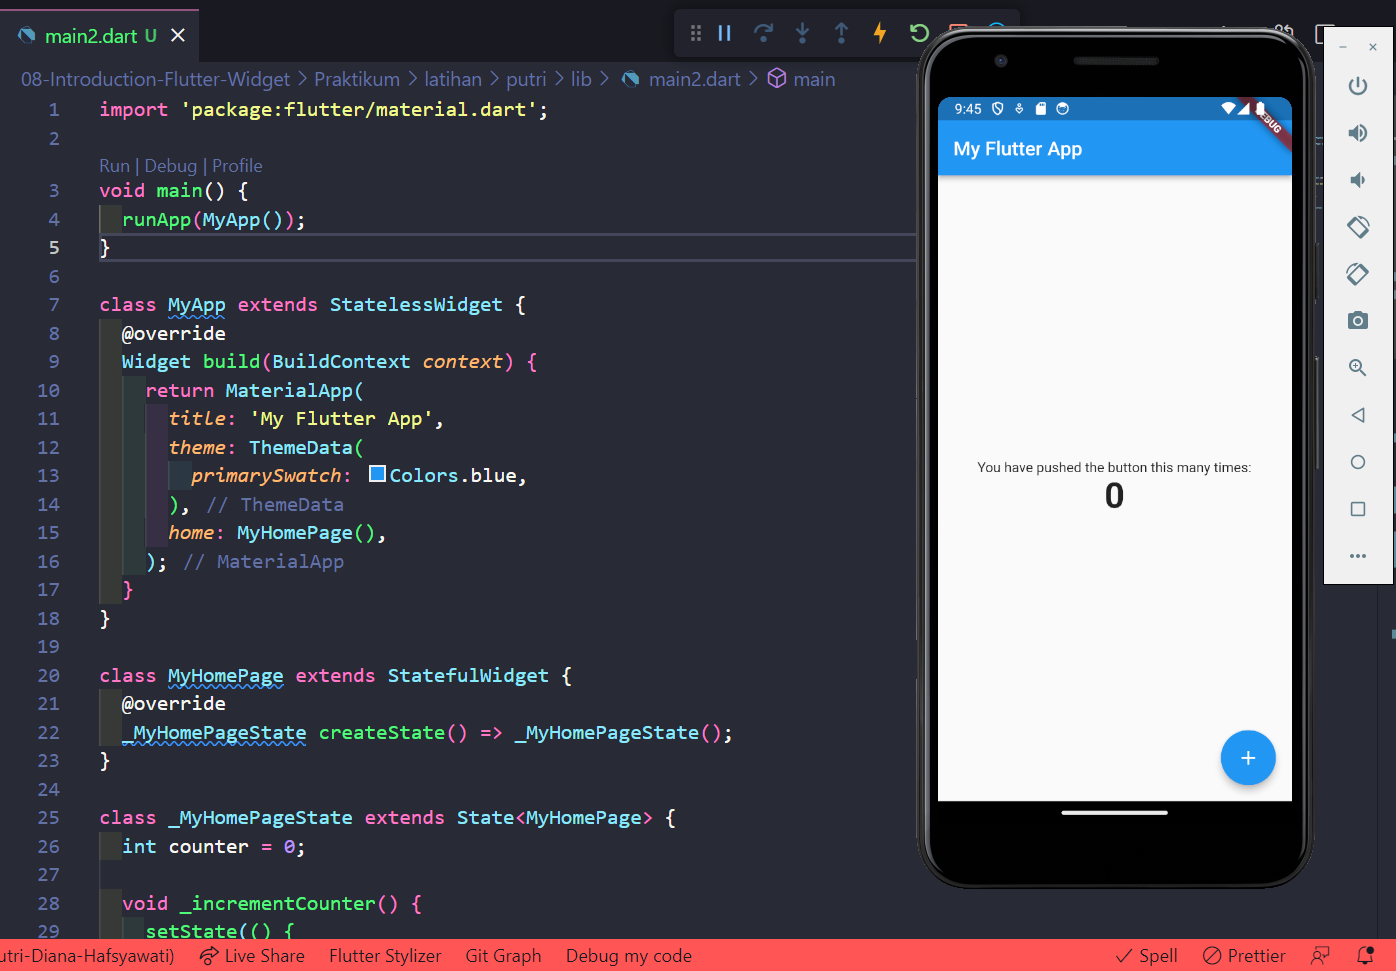 main2.dart U
08-Introduction-Flutter-Widget > Praktikum > latihan > putri > lib > main2.dart > main
1 import 'package:flutter/material.dart';
2
Run | Debug | Profile
3 void main() {
4 runApp(MyApp());
5 }
6
7 class MyApp extends StatelessWidget {
8 @override
9 Widget build(BuildContext context) {
10 return MaterialApp(
11 title: 'My Flutter App',
12 theme: ThemeData(
13 primarySwatch: Colors.blue,
14 ), // ThemeData
15 home: MyHomePage(),
16 ); // MaterialApp
17 }
18 }
19
20 class MyHomePage extends StatefulWidget {
21 @override
22 _MyHomePageState createState() => _MyHomePageState();
23 }
24
25 class _MyHomePageState extends State<MyHomePage> {
26 int counter = 0;
27
28 void _incrementCounter() {
29 setState(() {
9:45
DEBUG
My Flutter App
You have pushed the button this many times:
0
+
utri-Diana-Hafsyawati) Live Share Flutter Stylizer Git Graph Debug my code Spell Prettier